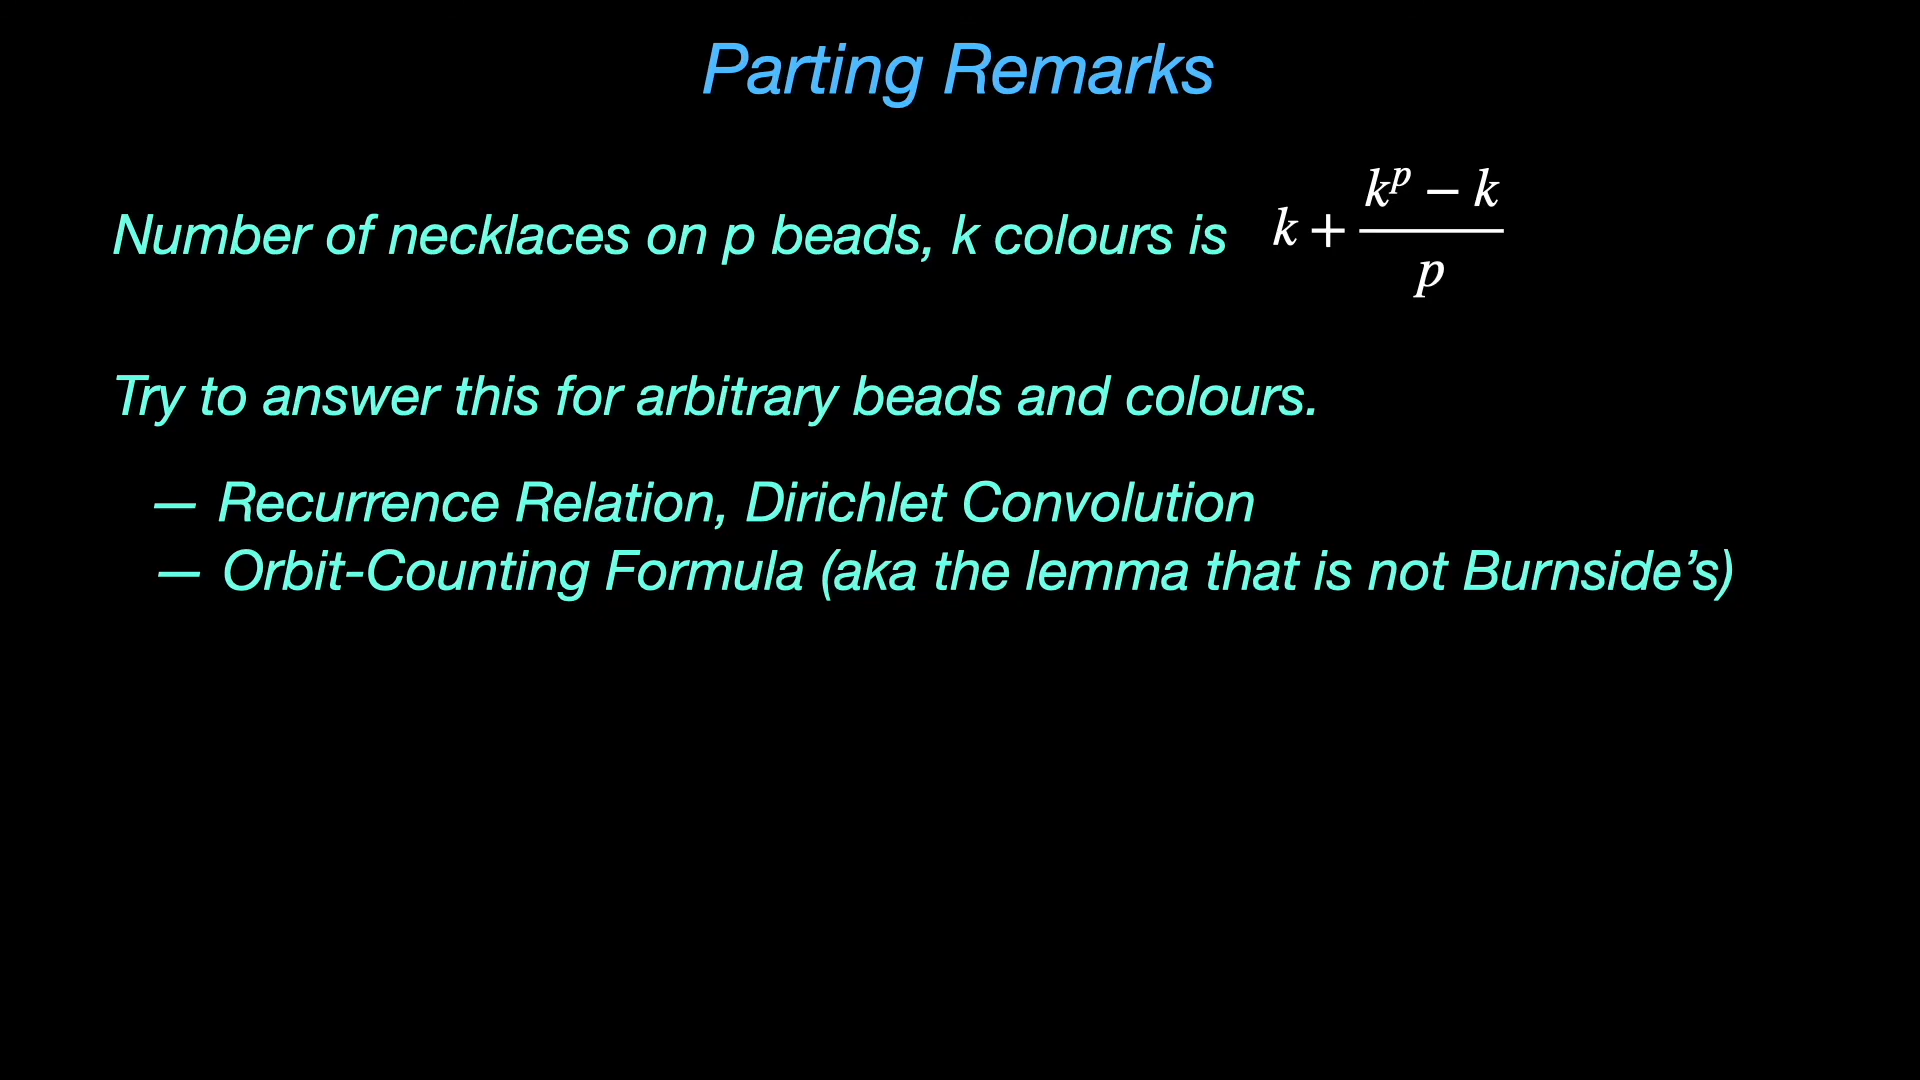 Parting Remarks
Number of necklaces on p beads, k colours is k + \frac{k^p − k}{p}
Try to answer this for arbitrary beads and colours.
— Recurrence Relation, Dirichlet Convolution
— Orbit-Counting Formula (aka the lemma that is not Burnside’s)